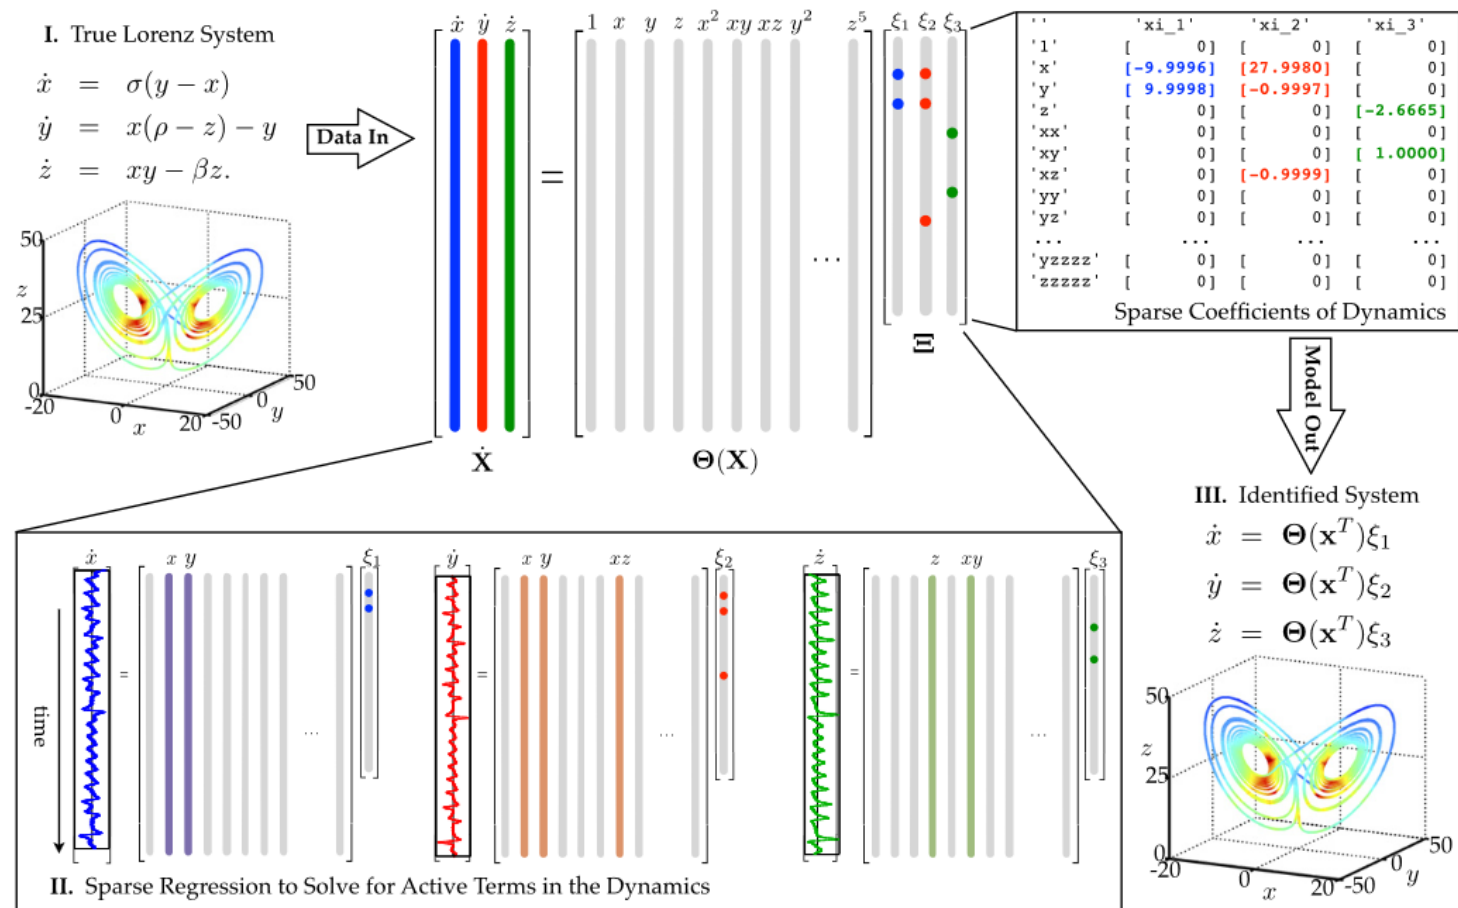 I. True Lorenz System
ẋ = σ(y − x)
ẏ = x(ρ − z) − y
ż = xy − βz.
Data In
z
50
25
0
-20
0
20
x
-50
0
50
y
ẋ ẏ ż
Ẋ
=
1 x y z x² xy xz y² z⁵
...
Θ(X)
ξ₁ ξ₂ ξ₃
Ξ
'' 'xi_1' 'xi_2' 'xi_3'
'1' [ 0] [ 0] [ 0]
'x' [-9.9996] [27.9980] [ 0]
'y' [ 9.9998] [-0.9997] [ 0]
'z' [ 0] [ 0] [-2.6665]
'xx' [ 0] [ 0] [ 0]
'xy' [ 0] [ 0] [ 1.0000]
'xz' [ 0] [-0.9999] [ 0]
'yy' [ 0] [ 0] [ 0]
'yz' [ 0] [ 0] [ 0]
... ... ... ...
'yzzzz' [ 0] [ 0] [ 0]
'zzzzz' [ 0] [ 0] [ 0]
Sparse Coefficients of Dynamics
Model Out
time
ẋ = x y ... ξ₁
ẏ = x y xz ... ξ₂
ż = z xy ... ξ₃
II. Sparse Regression to Solve for Active Terms in the Dynamics
III. Identified System
ẋ = Θ(xᵀ)ξ₁
ẏ = Θ(xᵀ)ξ₂
ż = Θ(xᵀ)ξ₃
z
50
25
0
-20
0
20
x
-50
0
50
y